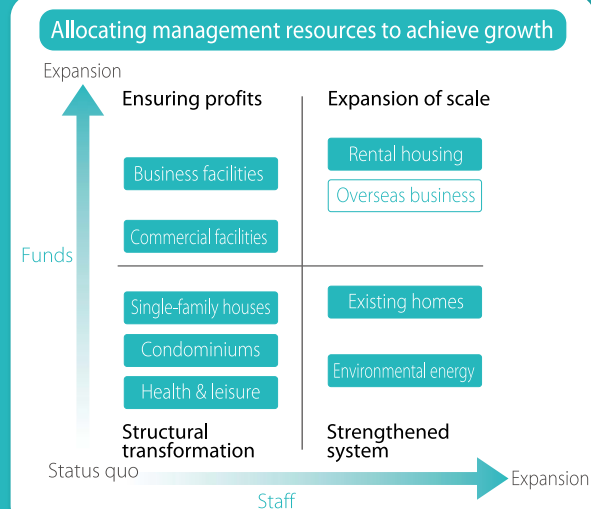 Allocating management resources to achieve growth
Expansion
Ensuring profits
Expansion of scale
Business facilities
Rental housing
Overseas business
Commercial facilities
Funds
Single-family houses
Existing homes
Condominiums
Environmental energy
Health & leisure
Structural
transformation
Strengthened
system
Status quo
Expansion
Staff